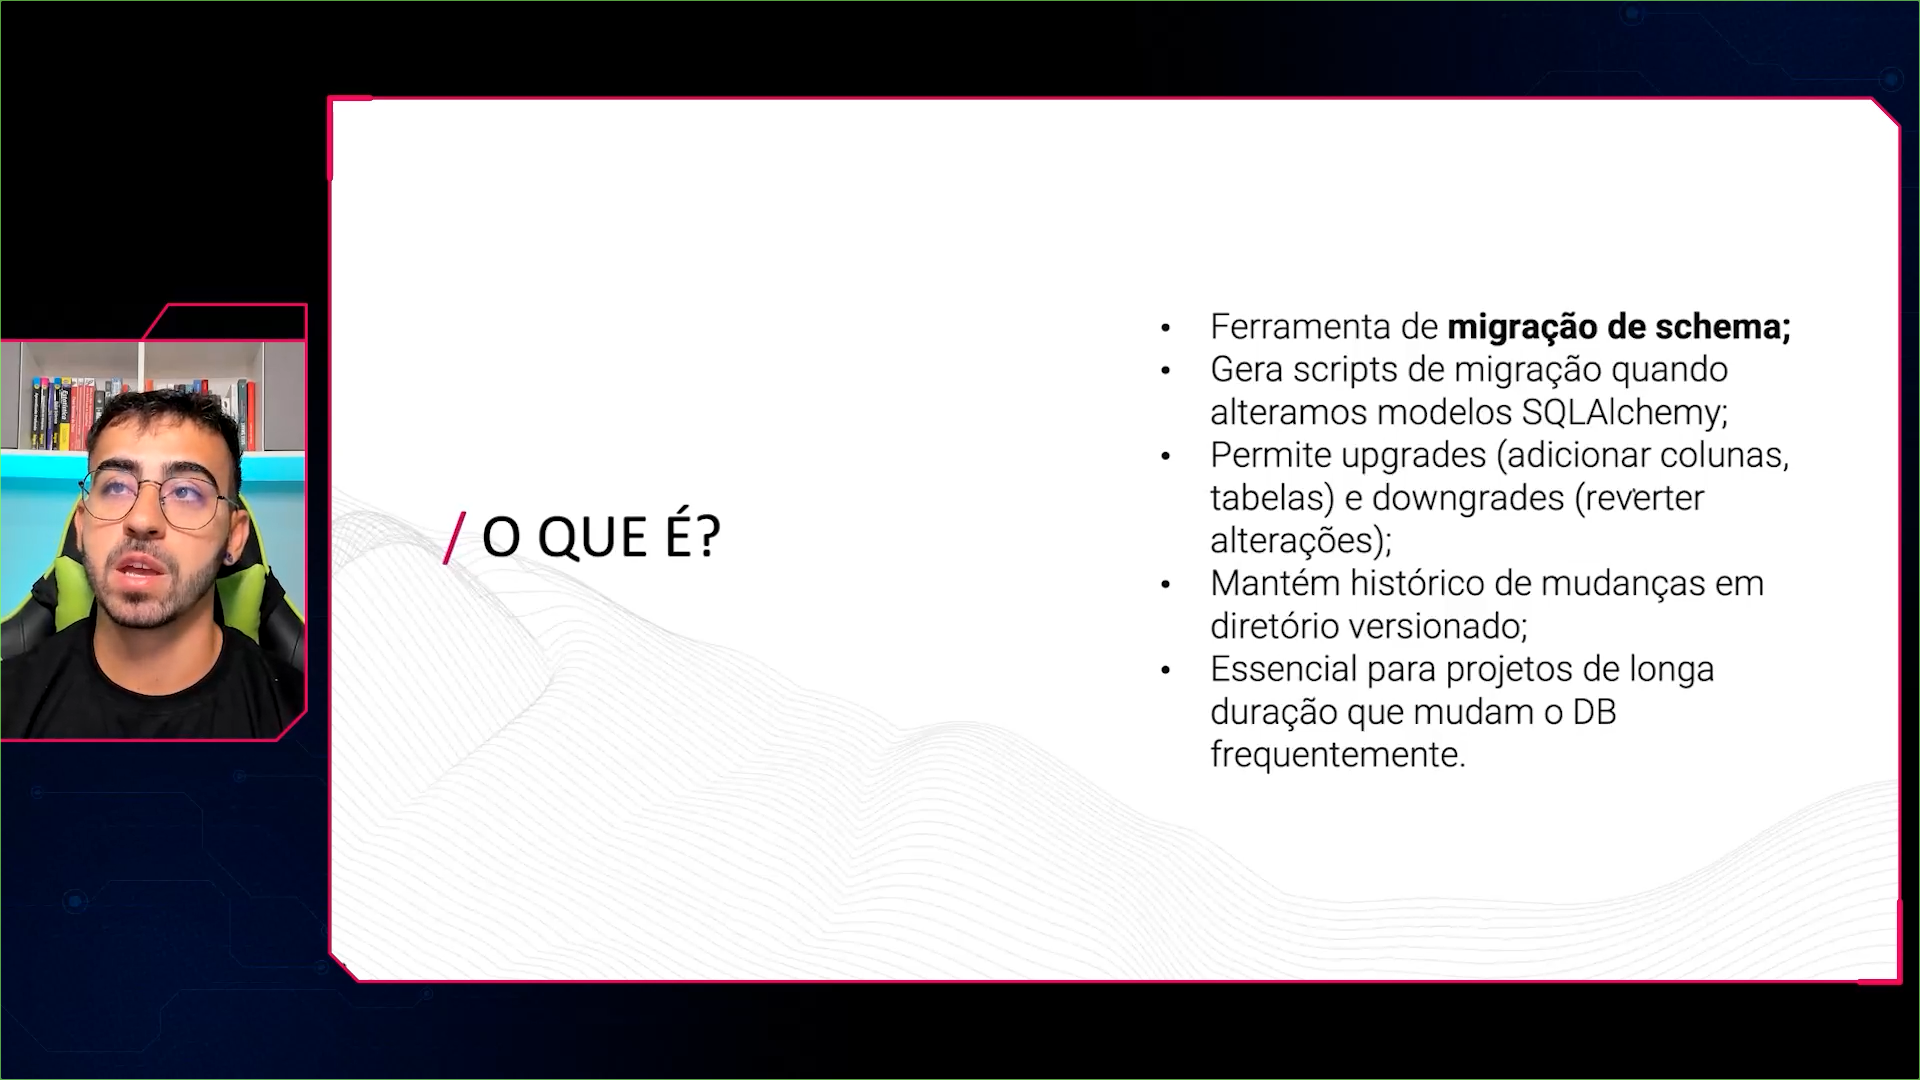 / O QUE É?
• Ferramenta de migração de schema;
• Gera scripts de migração quando
alteramos modelos SQLAlchemy;
• Permite upgrades (adicionar colunas,
tabelas) e downgrades (reverter
alterações);
• Mantém histórico de mudanças em
diretório versionado;
• Essencial para projetos de longa
duração que mudam o DB
frequentemente.